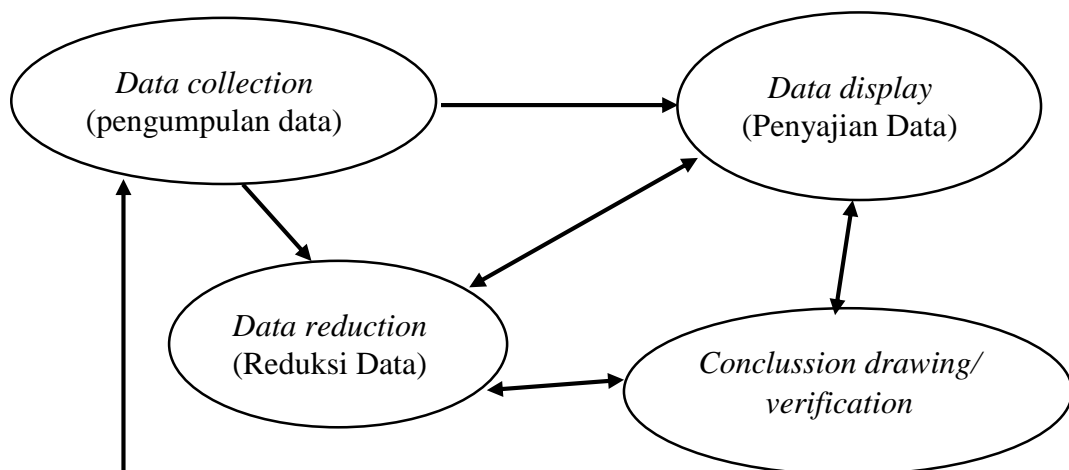 Data collection
(pengumpulan data)
Data display
(Penyajian Data)
Data reduction
(Reduksi Data)
Conclussion drawing/
verification